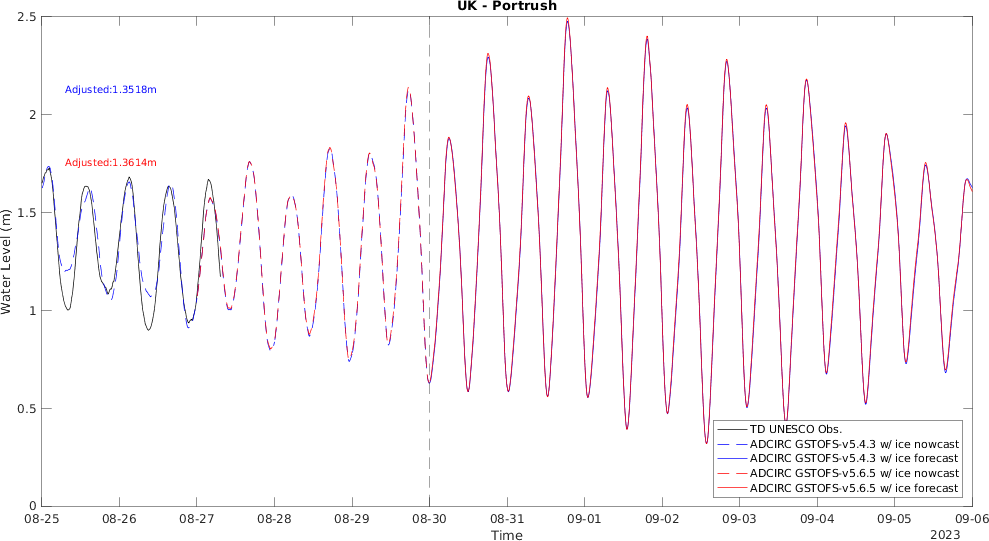 UK - Portrush
2.5
2
1.5
1
0.5
0
Water Level (m)
Adjusted:1.3518m
Adjusted:1.3614m
TD UNESCO Obs.
ADCIRC GSTOFS-v5.4.3 w/ ice nowcast
ADCIRC GSTOFS-v5.4.3 w/ ice forecast
ADCIRC GSTOFS-v5.6.5 w/ ice nowcast
ADCIRC GSTOFS-v5.6.5 w/ ice forecast
08-25 08-26 08-27 08-28 08-29 08-30 08-31 09-01 09-02 09-03 09-04 09-05 09-06
Time
2023